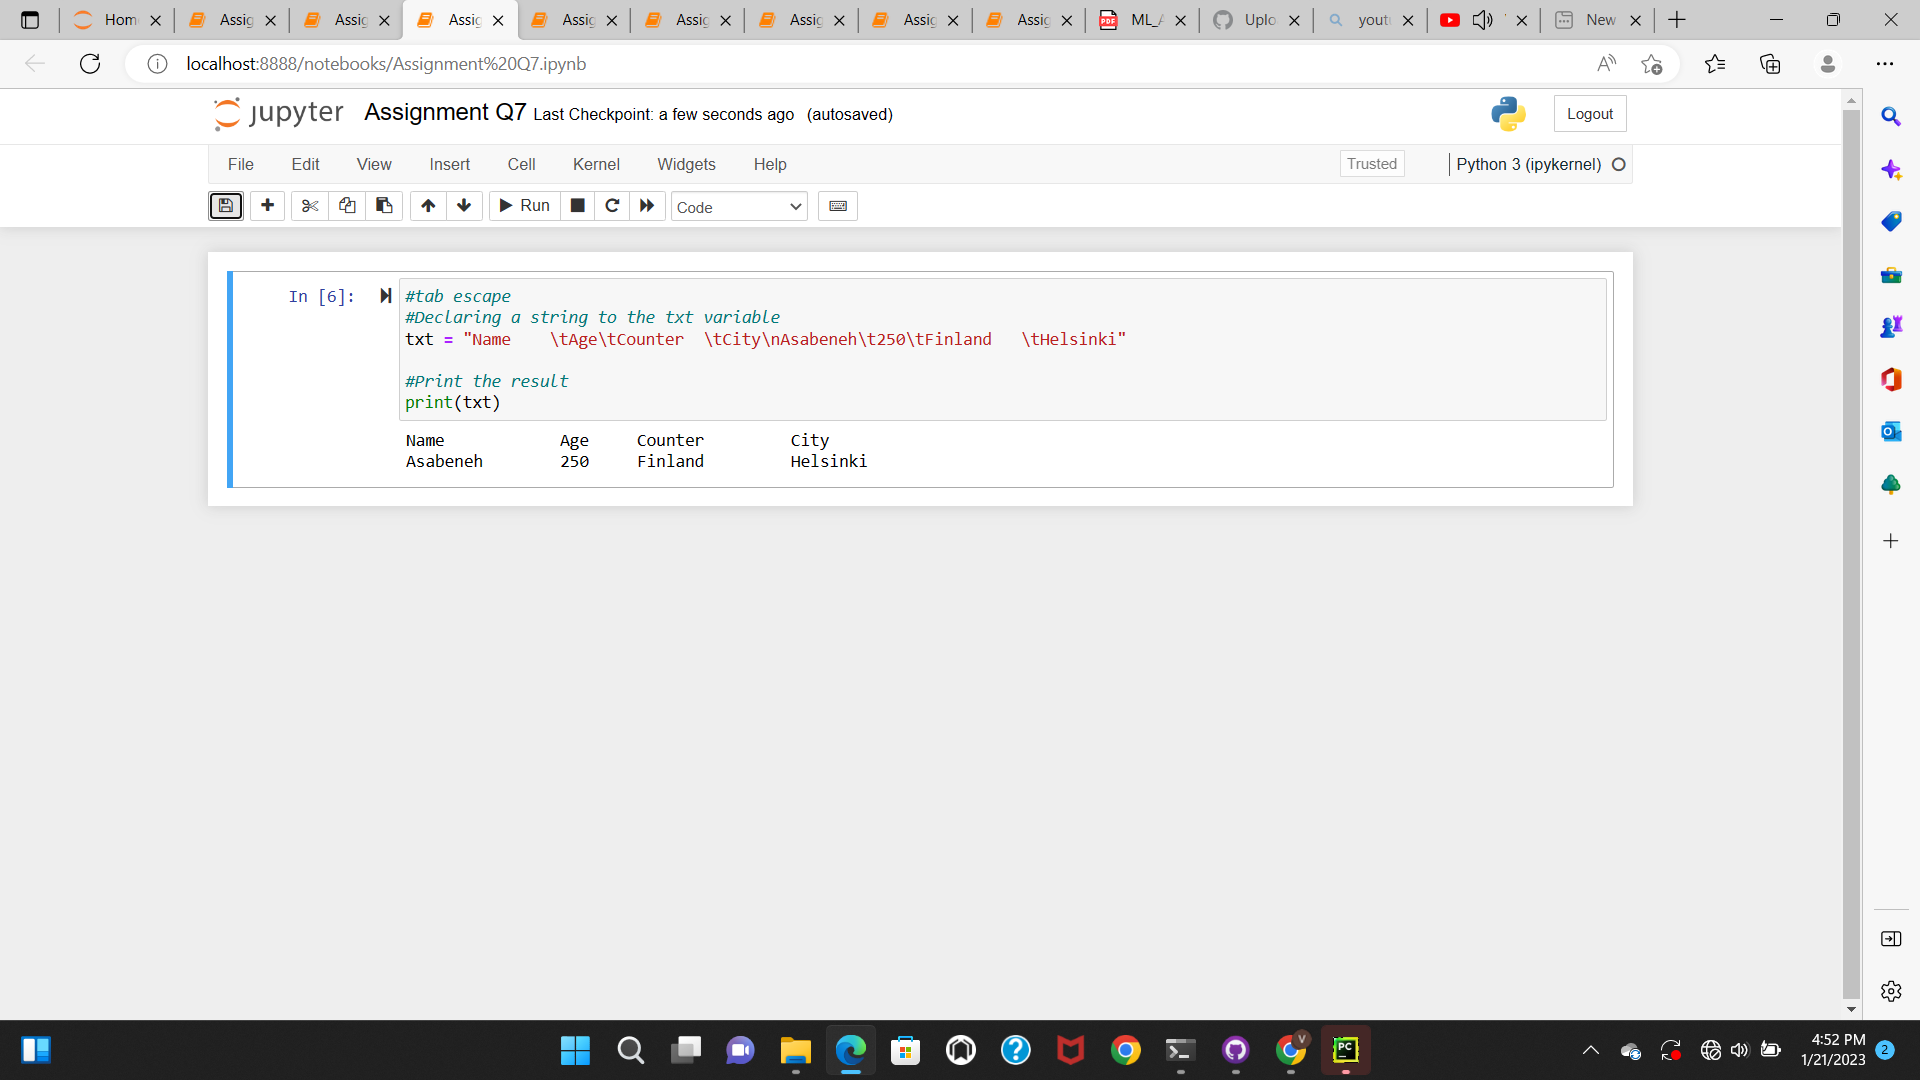 Hom
Assig
Assig
Assig
Assig
Assig
Assig
Assig
Assig
PDF
ML_A
Uplo
yout
New
localhost:8888/notebooks/Assignment%20Q7.ipynb
jupyter Assignment Q7 Last Checkpoint: a few seconds ago (autosaved)
Logout
File Edit View Insert Cell Kernel Widgets Help
Trusted
Python 3 (ipykernel)
Run
Code
In [6]:
#tab escape
#Declaring a string to the txt variable
txt = "Name    \tAge\tCounter  \tCity\nAsabeneh\t250\tFinland   \tHelsinki"
#Print the result
print(txt)
Name Age Counter City
Asabeneh 250 Finland Helsinki
V
PC
4:52 PM
1/21/2023
2